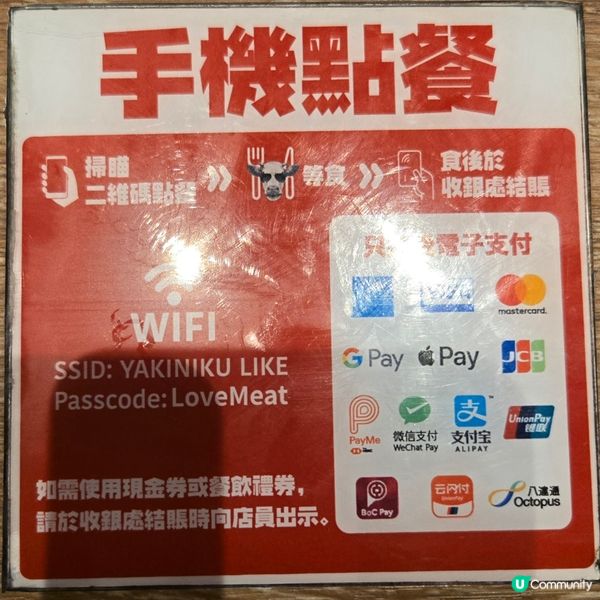 手機點餐
掃瞄
二維碼點餐
等食
食後於
收銀處結賬
電子支付
WIFI
SSID: YAKINIKU LIKE
Passcode: LoveMeat
mastercard.
G Pay
Pay
JCB
PayMe
微信支付
WeChat Pay
支付宝
ALIPAY
UnionPay
银联
BoC Pay
云闪付
UnionPay
八達通
Octopus
如需使用現金券或餐飲禮券，
請於收銀處結賬時向店員出示。
U Community